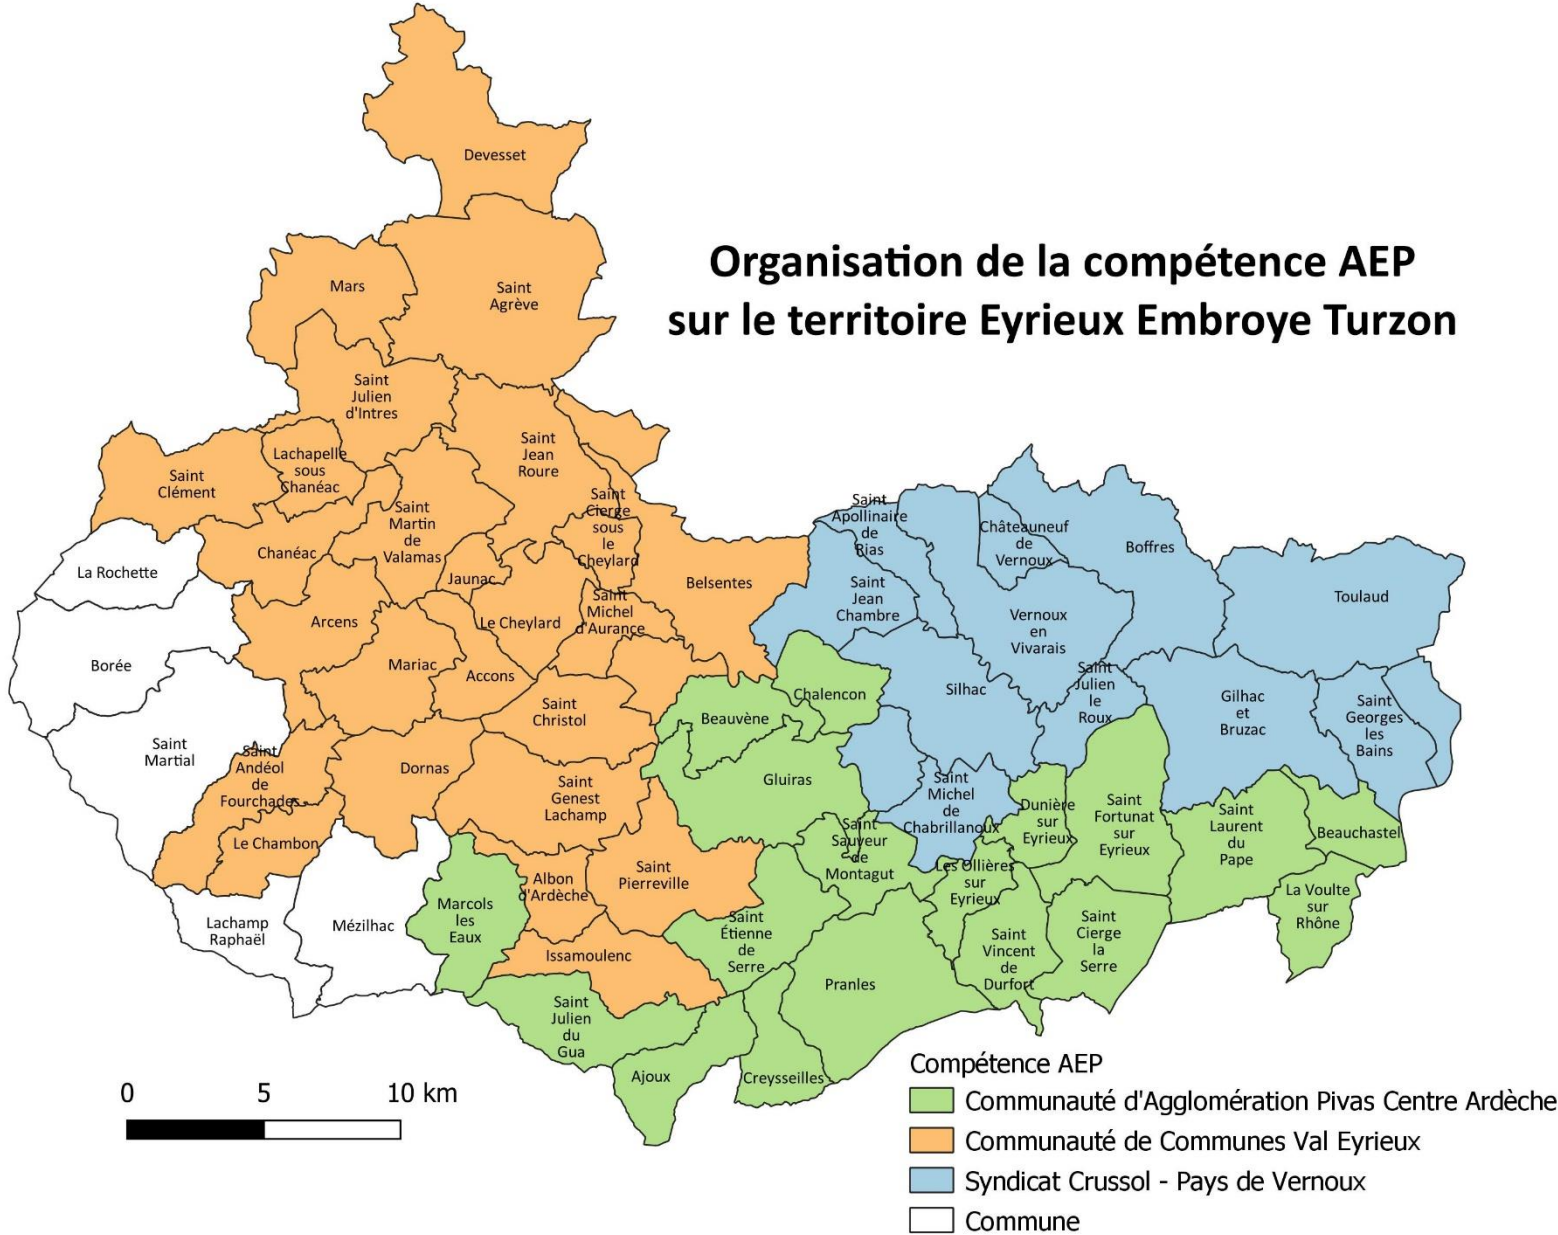 Devesset
Organisation de la compétence AEP
sur le territoire Eyrieux Embroye Turzon
Mars
Saint
Agrève
Saint
Julien
d'Intres
Saint
Jean
Roure
Lachapelle
sous
Chanéac
Saint
Clément
Saint
Cierge
sous
le
Cheylard
Saint
Martin
de
Valamas
Chanéac
La Rochette
Jaunac
Belsentes
Saint
Apollinaire
de
Rias
Châteauneuf
de
Vernoux
Boffres
Toulaud
Saint
Jean
Chambre
Vernoux
en
Vivarais
Arcens
Le Cheylard
Saint
Michel
d'Aurance
Borée
Mariac
Accons
Saint
Christol
Beauvène
Chalencon
Silhac
Saint
Julien
le
Roux
Gilhac
et
Bruzac
Saint
Georges
les
Bains
Saint
Martial
Saint
Andéol
de
Fourchades
Dornas
Saint
Genest
Lachamp
Gluiras
Saint
Michel
de
Chabrillanoux
Dunière
sur
Eyrieux
Saint
Fortunat
sur
Eyrieux
Saint
Laurent
du
Pape
Beauchastel
Le Chambon
Saint
Sauveur
de
Montagut
Les Ollières
sur
Eyrieux
Albon
d'Ardèche
Saint
Pierreville
La Voulte
sur
Rhône
Lachamp
Raphaël
Mézilhac
Marcols
les
Eaux
Saint
Étienne
de
Serre
Saint
Vincent
de
Durfort
Saint
Cierge
la
Serre
Issamoulenc
Pranles
Saint
Julien
du
Gua
Ajoux
Creysseilles
0 5 10 km
Compétence AEP
Communauté d'Agglomération Pivas Centre Ardèche
Communauté de Communes Val Eyrieux
Syndicat Crussol - Pays de Vernoux
Commune